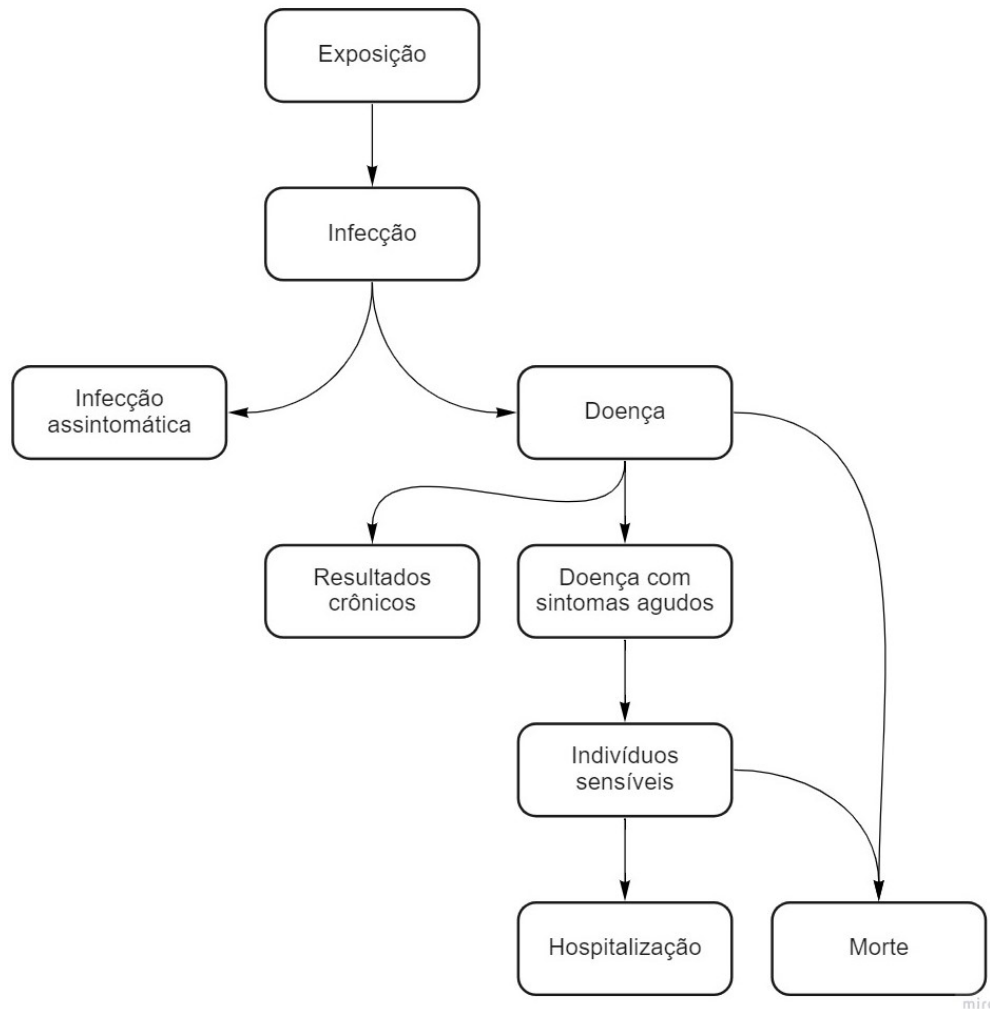 Exposição
Infecção
Infecção
assintomática
Doença
Resultados
crônicos
Doença com
sintomas agudos
Indivíduos
sensíveis
Hospitalização
Morte